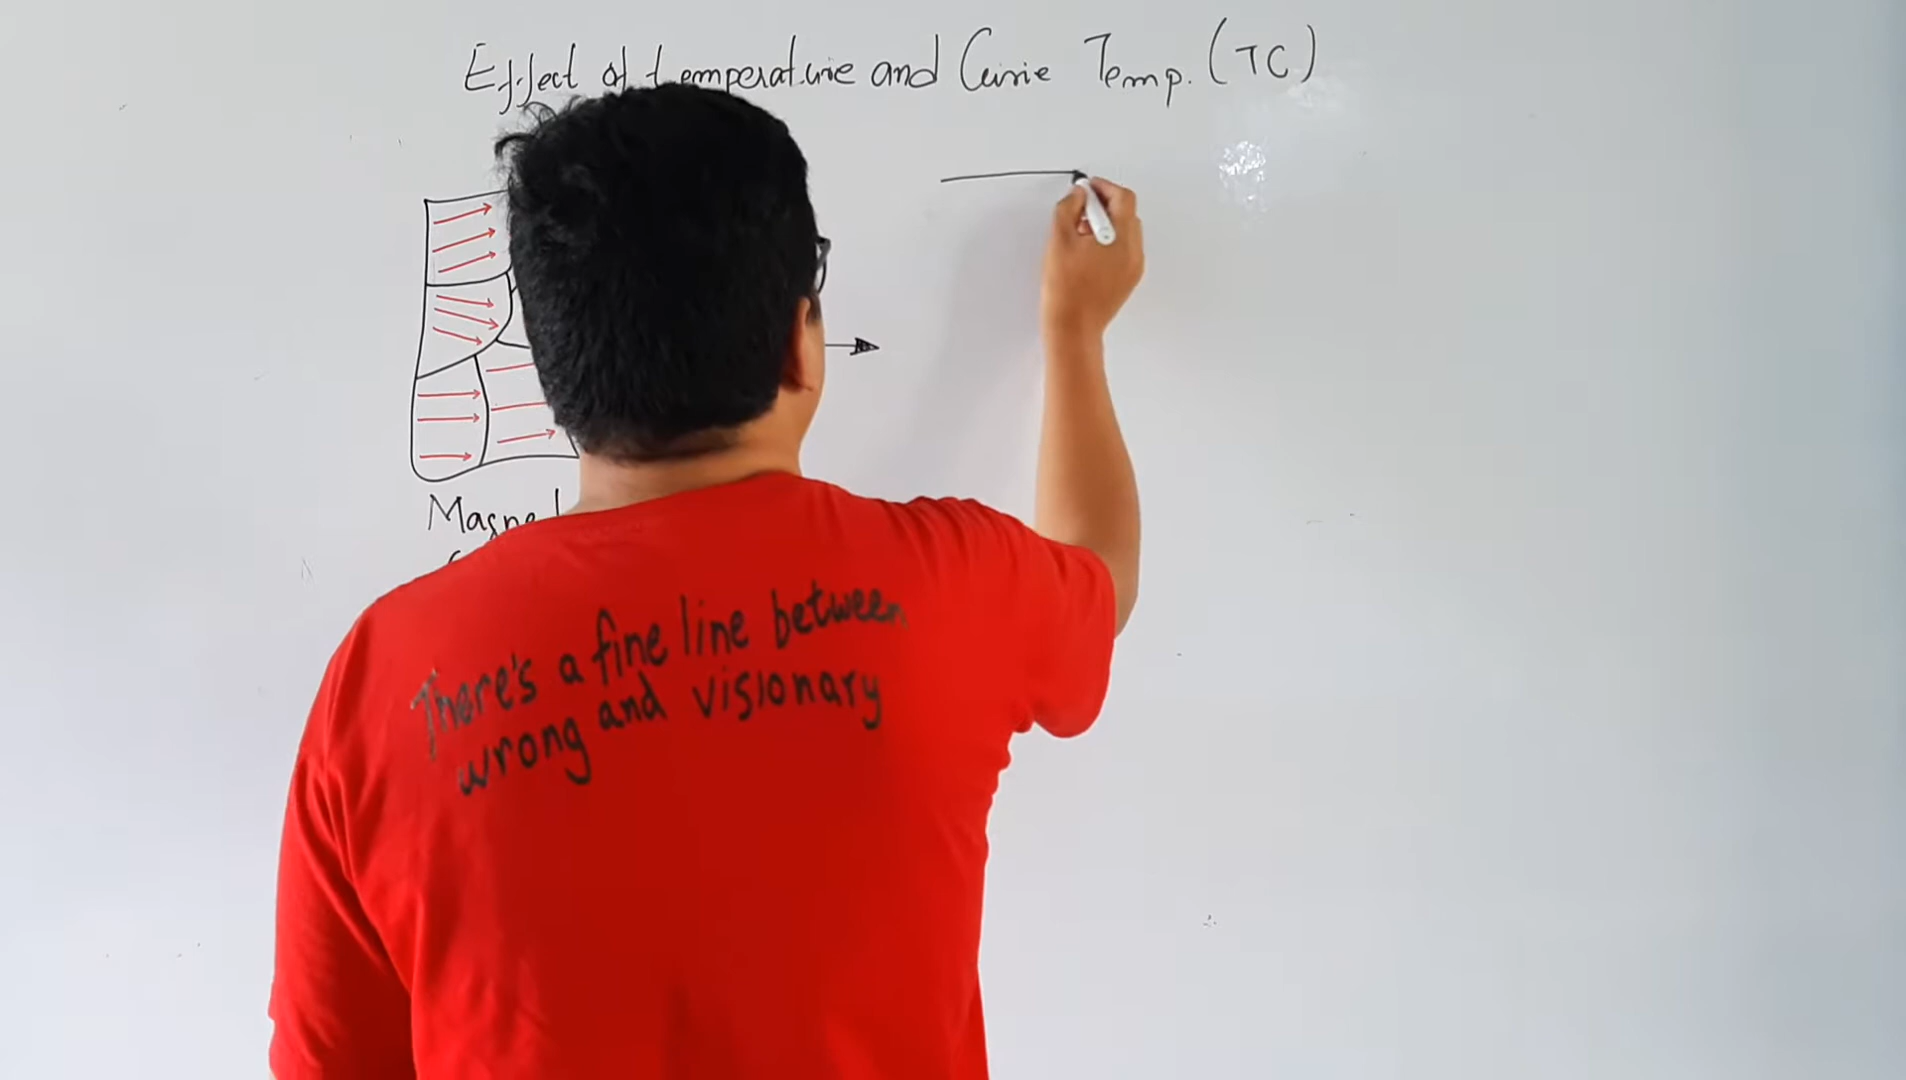 Effect of temperature and Curie Temp. (TC)
Magne
There's a fine line between
wrong and visionary